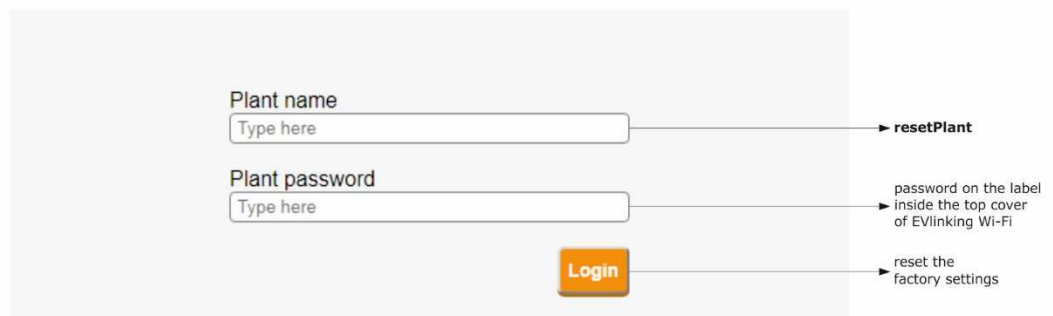 Plant name
Type here
resetPlant
Plant password
Type here
password on the label
inside the top cover
of EVlinking Wi-Fi
Login
reset the
factory settings